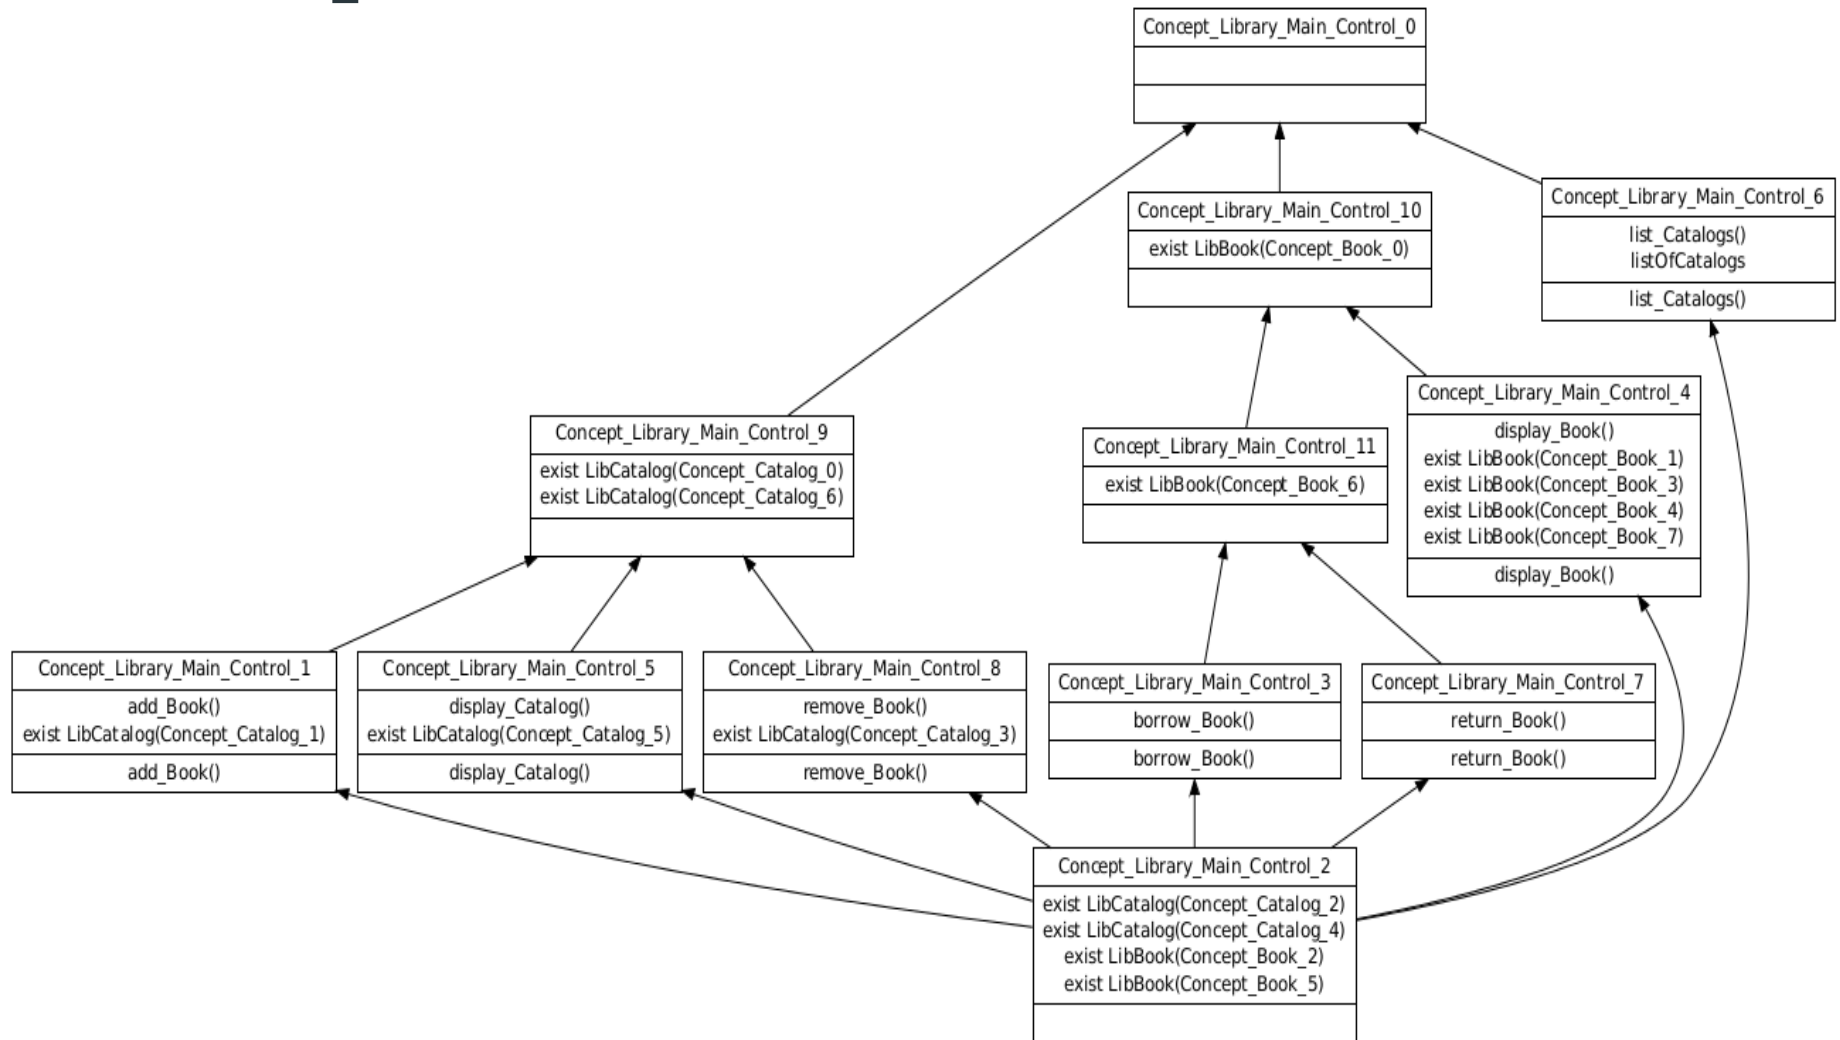 Concept_Library_Main_Control_0
Concept_Library_Main_Control_10
exist LibBook(Concept_Book_0)
Concept_Library_Main_Control_6
list_Catalogs()
listOfCatalogs
list_Catalogs()
Concept_Library_Main_Control_9
exist LibCatalog(Concept_Catalog_0)
exist LibCatalog(Concept_Catalog_6)
Concept_Library_Main_Control_11
exist LibBook(Concept_Book_6)
Concept_Library_Main_Control_4
display_Book()
exist LibBook(Concept_Book_1)
exist LibBook(Concept_Book_3)
exist LibBook(Concept_Book_4)
exist LibBook(Concept_Book_7)
display_Book()
Concept_Library_Main_Control_1
add_Book()
exist LibCatalog(Concept_Catalog_1)
add_Book()
Concept_Library_Main_Control_5
display_Catalog()
exist LibCatalog(Concept_Catalog_5)
display_Catalog()
Concept_Library_Main_Control_8
remove_Book()
exist LibCatalog(Concept_Catalog_3)
remove_Book()
Concept_Library_Main_Control_3
borrow_Book()
borrow_Book()
Concept_Library_Main_Control_7
return_Book()
return_Book()
Concept_Library_Main_Control_2
exist LibCatalog(Concept_Catalog_2)
exist LibCatalog(Concept_Catalog_4)
exist LibBook(Concept_Book_2)
exist LibBook(Concept_Book_5)